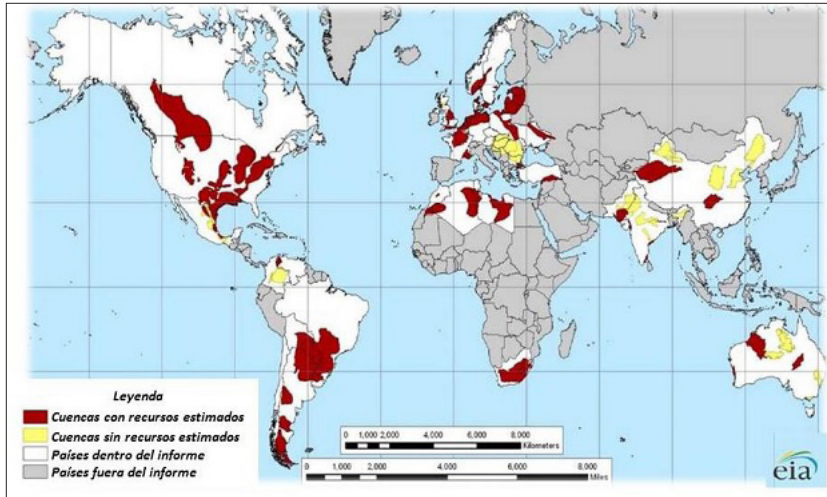 Leyenda
Cuencas con recursos estimados
Cuencas sin recursos estimados
Países dentro del informe
Países fuera del informe
0 1,000 2,000 4,000 6,000 8,000
Kilometers
0 1,000 2,000 4,000 6,000 8,000
Miles
eia